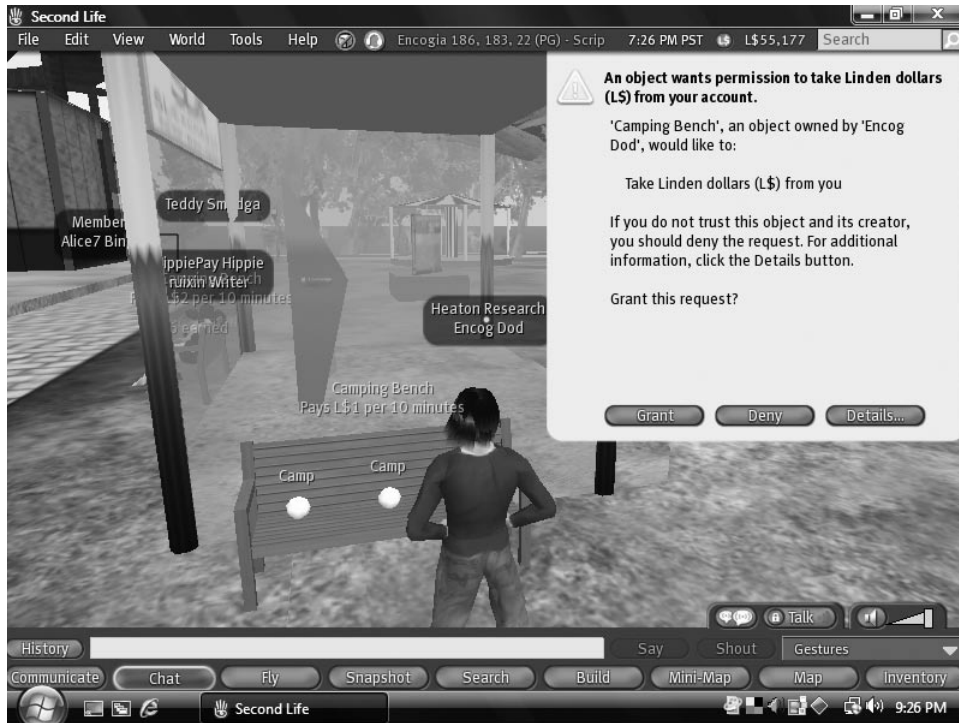 Second Life
File Edit View World Tools Help Encogia 186, 183, 22 (PG) - Scrip 7:26 PM PST L$ L$55,177 Search
An object wants permission to take Linden dollars
(L$) from your account.
'Camping Bench', an object owned by 'Encog
Dod', would like to:
Take Linden dollars (L$) from you
If you do not trust this object and its creator,
you should deny the request. For additional
information, click the Details button.
Grant this request?
Grant Deny Details...
Teddy Sm dga
Member
Alice7 Bin
ippiePay Hippie
ruixin Writer
Camping Bench
L$2 per 10 minutes
earned
Heaton Research
Encog Dod
Camping Bench
Pays L$1 per 10 minutes
Camp
Camp
Talk
History Say Shout Gestures
Communicate Chat Fly Snapshot Search Build Mini-Map Map Inventory
Second Life 9:26 PM